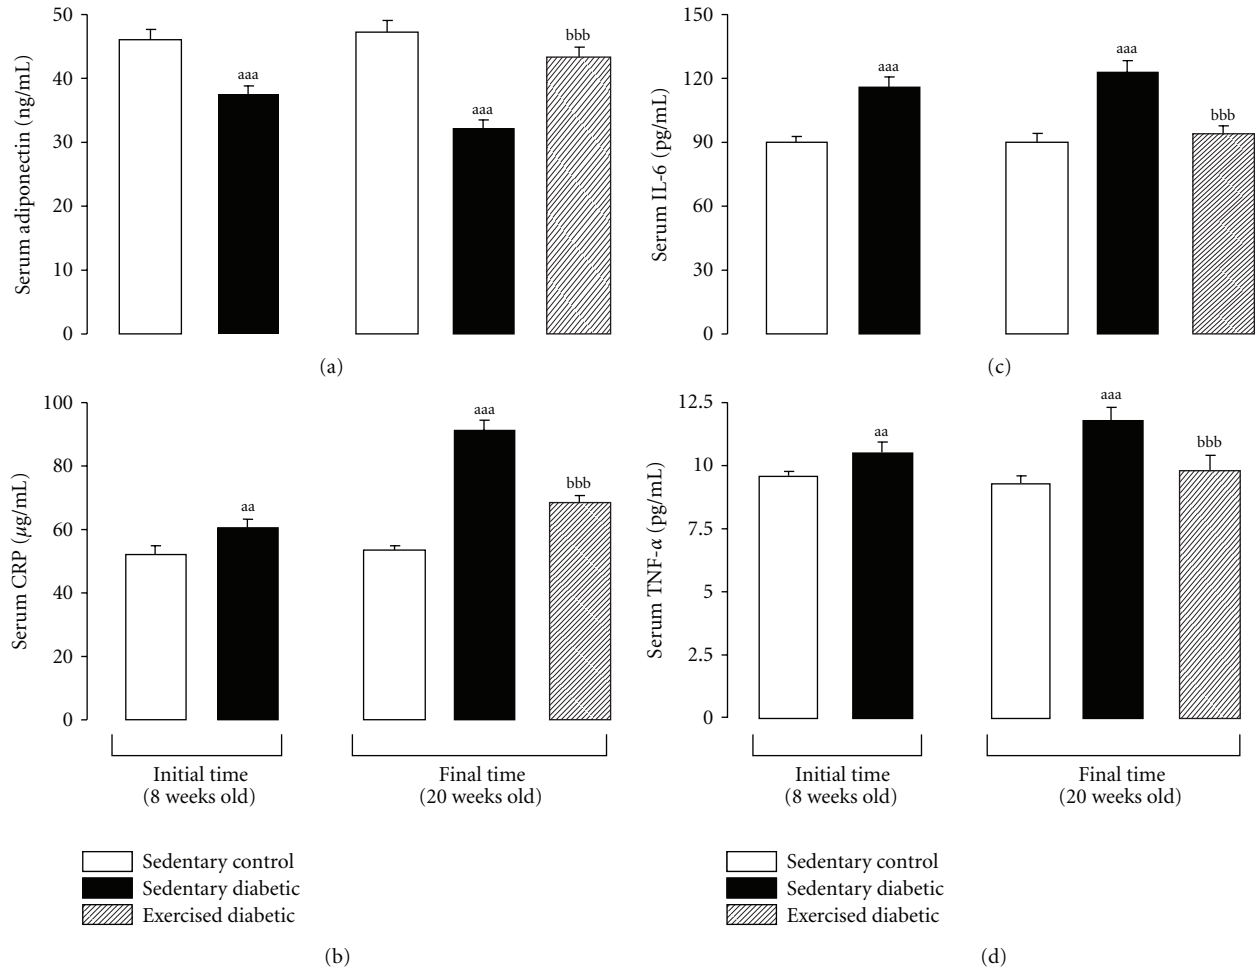 50
40
30
20
10
0
Serum adiponectin (ng/mL)
aaa
aaa
bbb
(a)
150
120
90
60
30
0
Serum IL-6 (pg/mL)
aaa
aaa
bbb
(c)
100
80
60
40
20
0
Serum CRP (μg/mL)
aa
aaa
bbb
Initial time
(8 weeks old)
Final time
(20 weeks old)
Sedentary control
Sedentary diabetic
Exercised diabetic
(b)
12.5
10
7.5
5
2.5
0
Serum TNF-α (pg/mL)
aa
aaa
bbb
Initial time
(8 weeks old)
Final time
(20 weeks old)
Sedentary control
Sedentary diabetic
Exercised diabetic
(d)